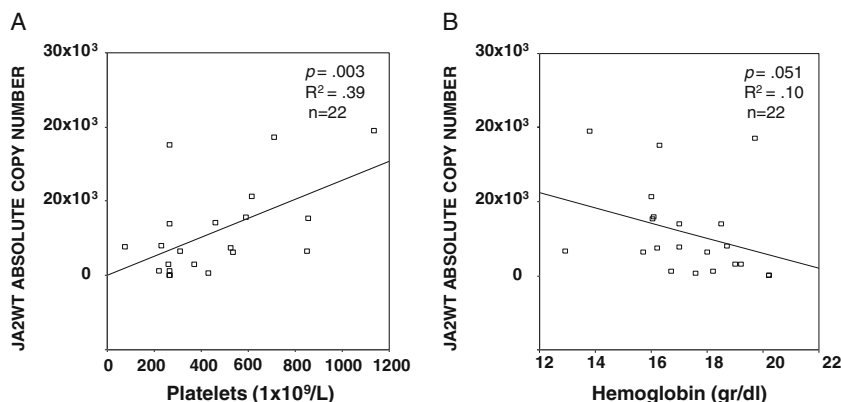 A
JA2WT ABSOLUTE COPY NUMBER
30x10³
20x10³
20x10³
0
p= .003
R² = .39
n=22
0 200 400 600 800 1000 1200
Platelets (1x10⁹/L)
B
JA2WT ABSOLUTE COPY NUMBER
30x10³
20x10³
20x10³
0
p= .051
R² = .10
n=22
12 14 16 18 20 22
Hemoglobin (gr/dl)